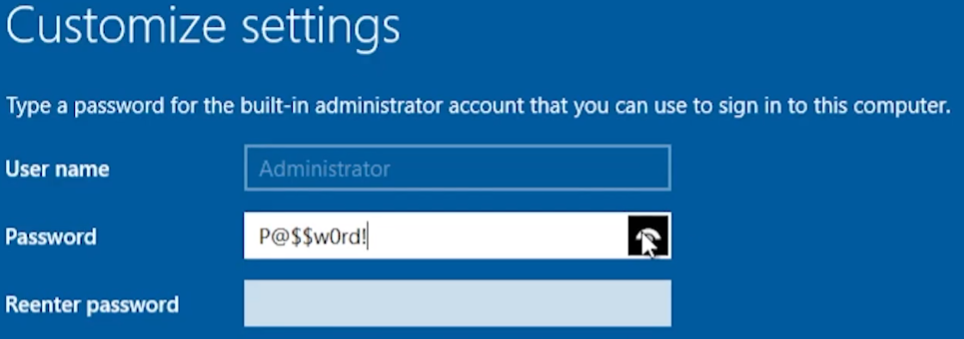 Customize settings
Type a password for the built-in administrator account that you can use to sign in to this computer.
User name
Administrator
Password
P@$$w0rd!
Reenter password